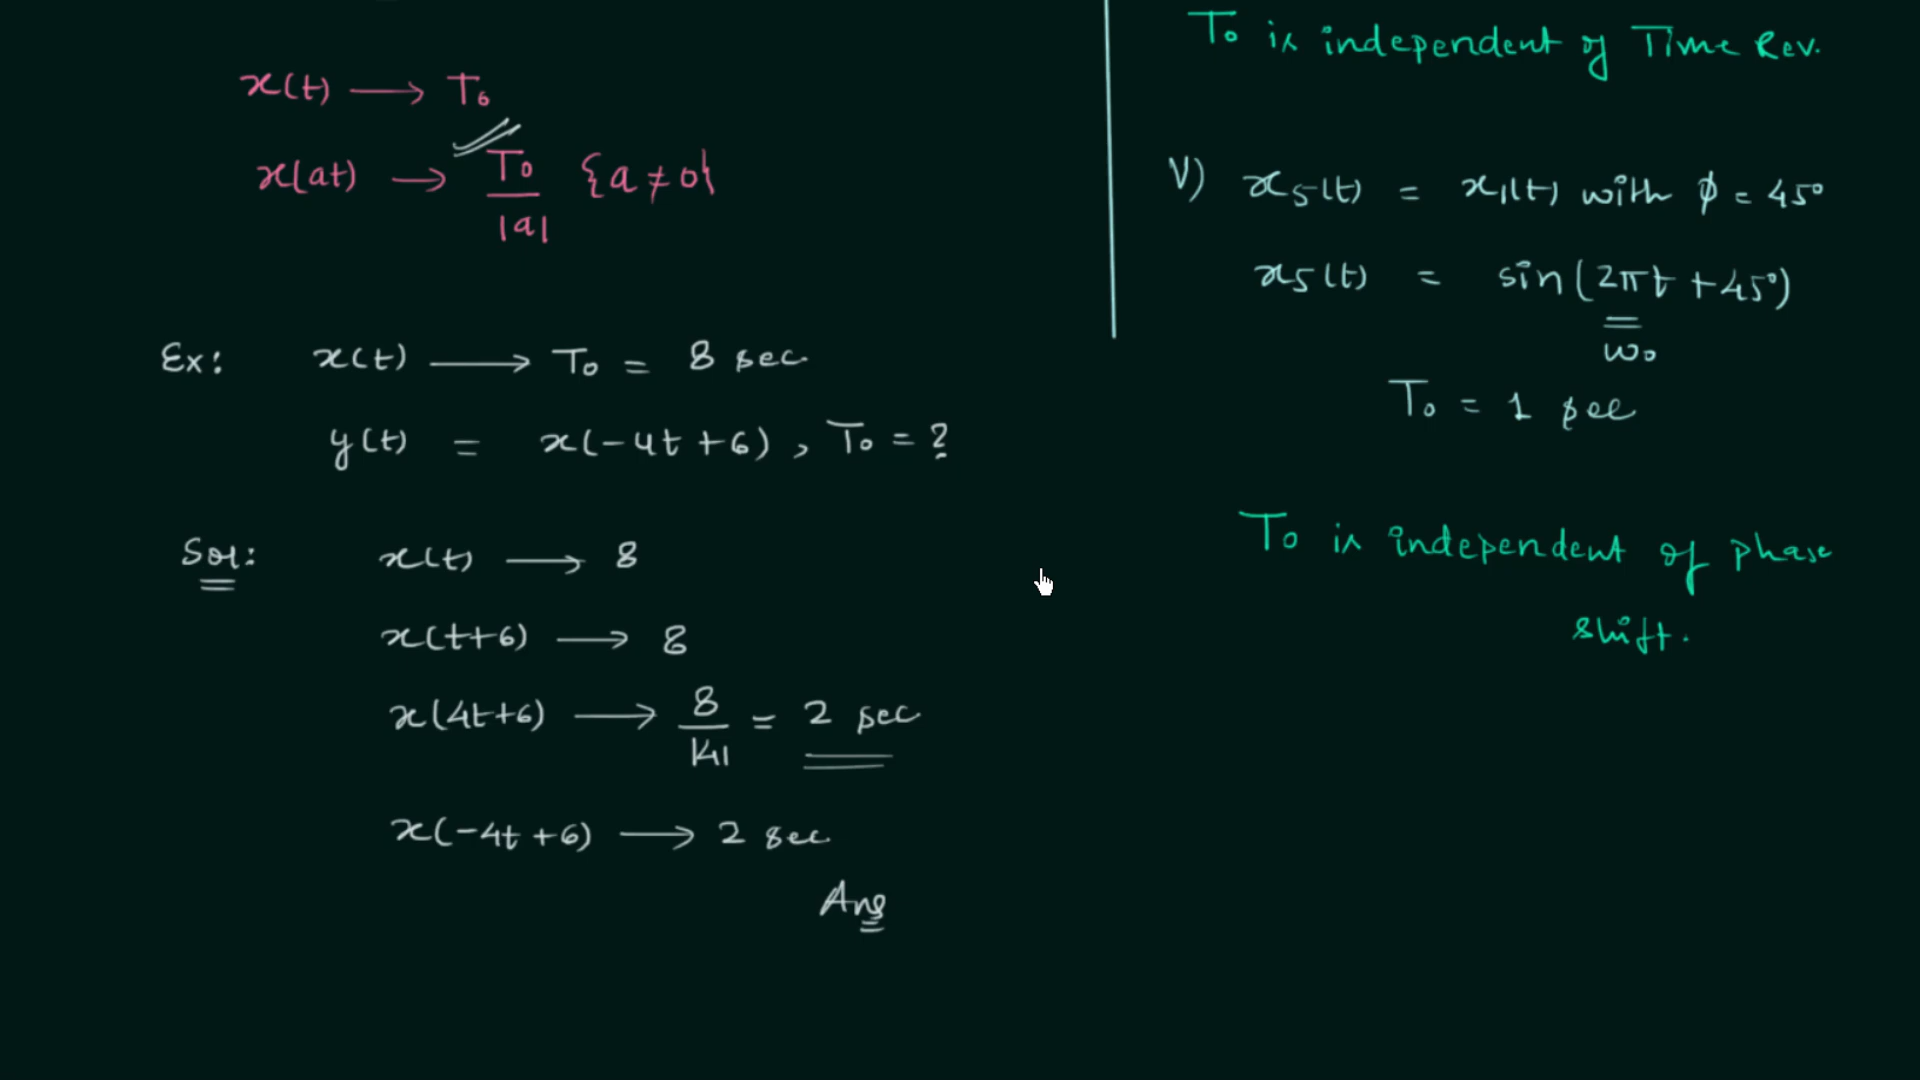 x(t) ⟶ T₀
x(at) → T₀/|a| {a ≠ 0}
Ex: x(t) ⟶ T₀ = 8 sec
y(t) = x(-4t+6), T₀ = ?
Sol: x(t) ⟶ 8
x(t+6) ⟶ 8
x(4t+6) ⟶ 8/|4| = 2 sec
x(-4t+6) ⟶ 2 sec
Ans
T₀ is independent of Time Rev.
V) x₅(t) = x₁(t) with ϕ = 45°
x₅(t) = sin(2πt + 45°)
ω₀
T₀ = 1 sec
T₀ is independent of phase
shift.